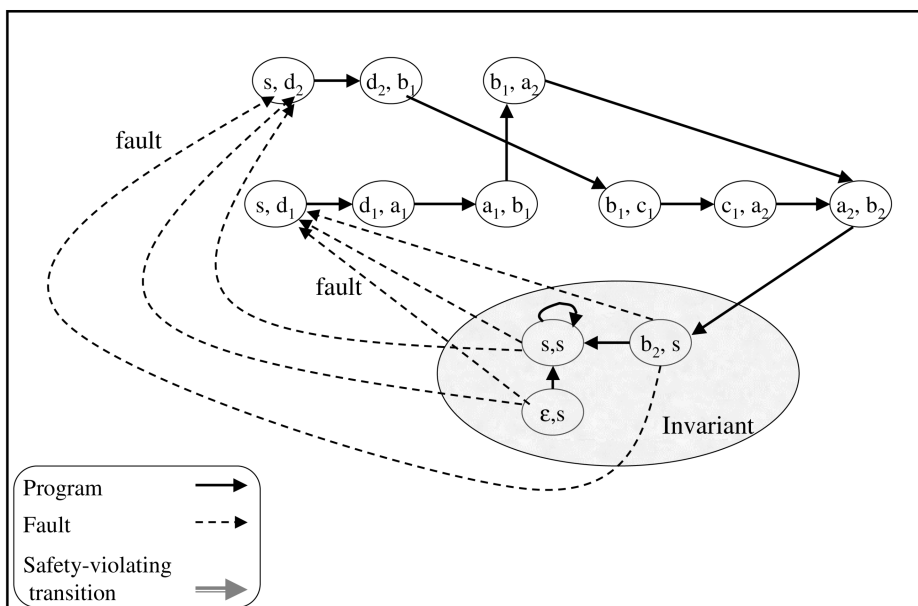 s, d₂
d₂, b₁
b₁, a₂
fault
s, d₁
d₁, a₁
a₁, b₁
b₁, c₁
c₁, a₂
a₂, b₂
fault
s,s
b₂, s
ε,s
Invariant
Program
Fault
Safety-violating
transition